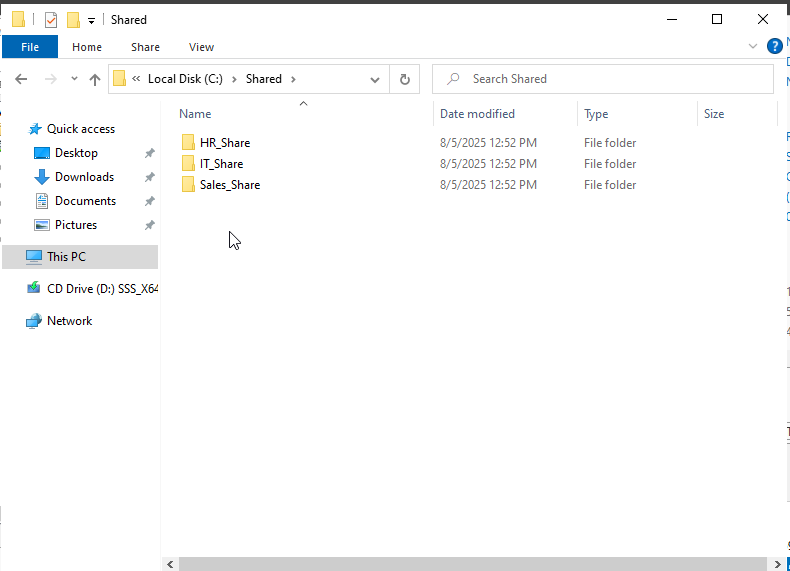 Shared
File Home Share View
« Local Disk (C:) > Shared > Search Shared
Name Date modified Type Size
Quick access
Desktop
Downloads
Documents
Pictures
This PC
CD Drive (D:) SSS_X64
Network
HR_Share 8/5/2025 12:52 PM File folder
IT_Share 8/5/2025 12:52 PM File folder
Sales_Share 8/5/2025 12:52 PM File folder